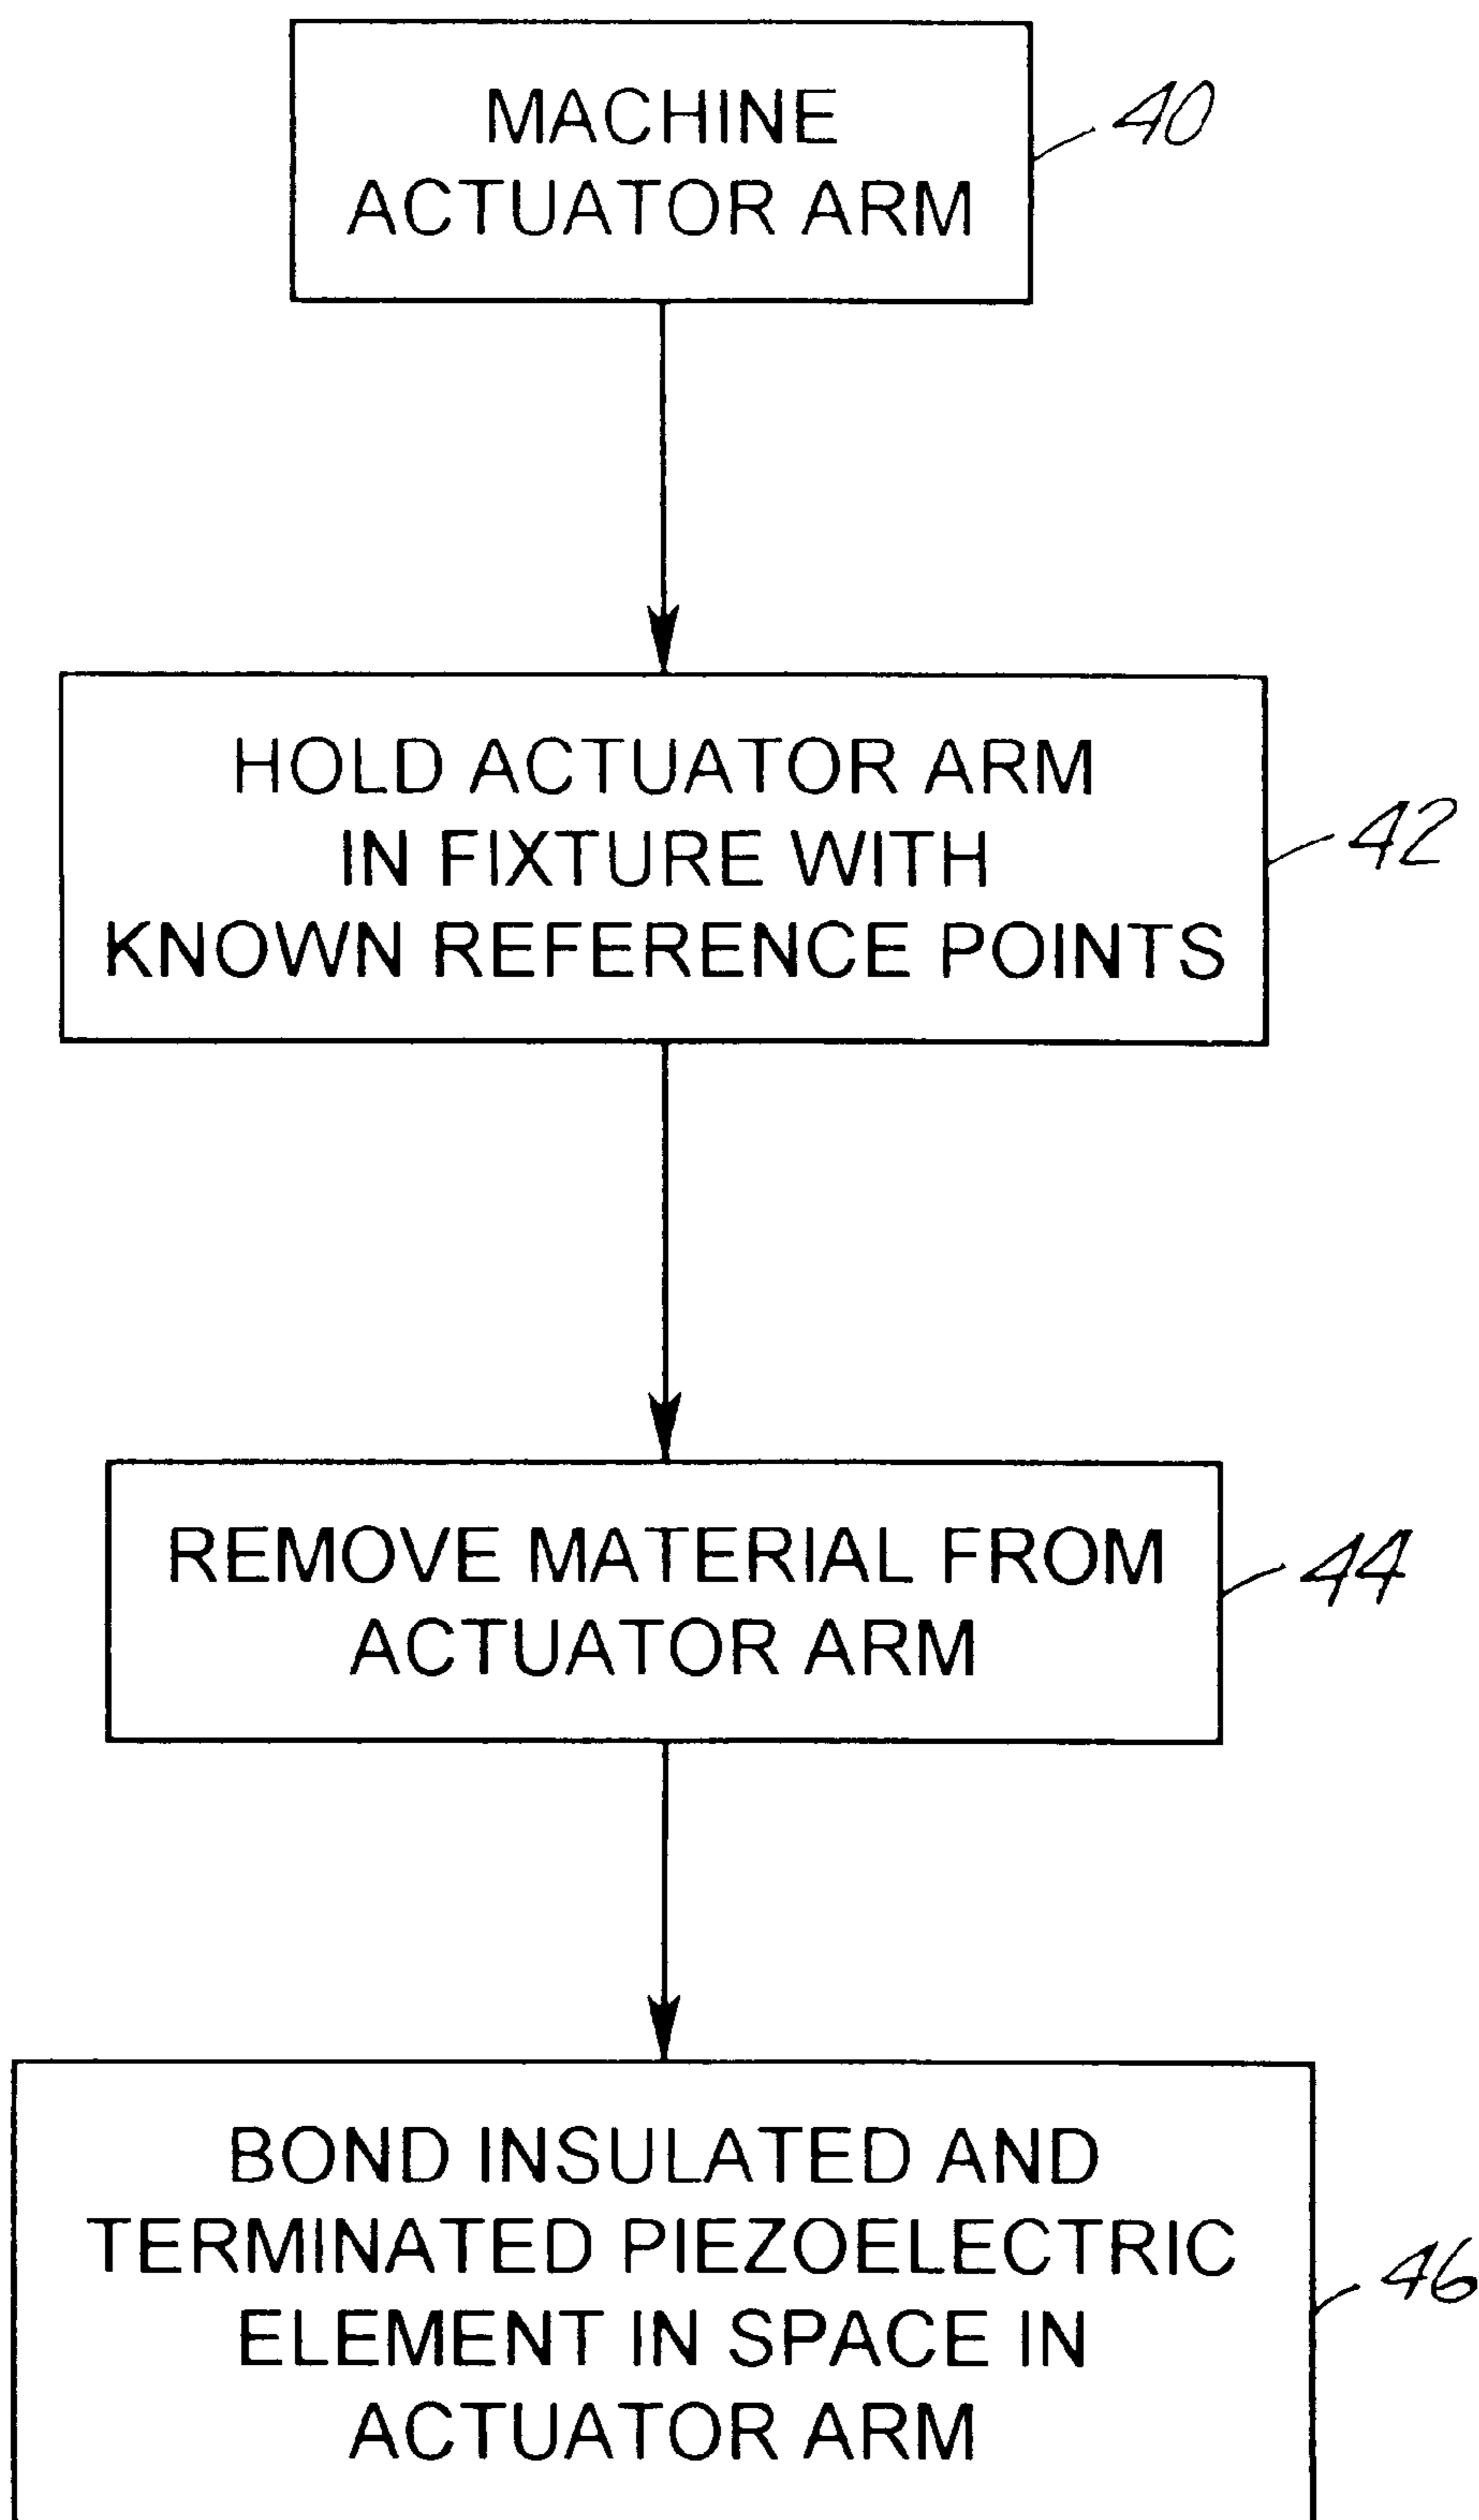 MACHINE
ACTUATOR ARM
40
HOLD ACTUATOR ARM
IN FIXTURE WITH
KNOWN REFERENCE POINTS
42
REMOVE MATERIAL FROM
ACTUATOR ARM
44
BOND INSULATED AND
TERMINATED PIEZOELECTRIC
ELEMENT IN SPACE IN
ACTUATOR ARM
46